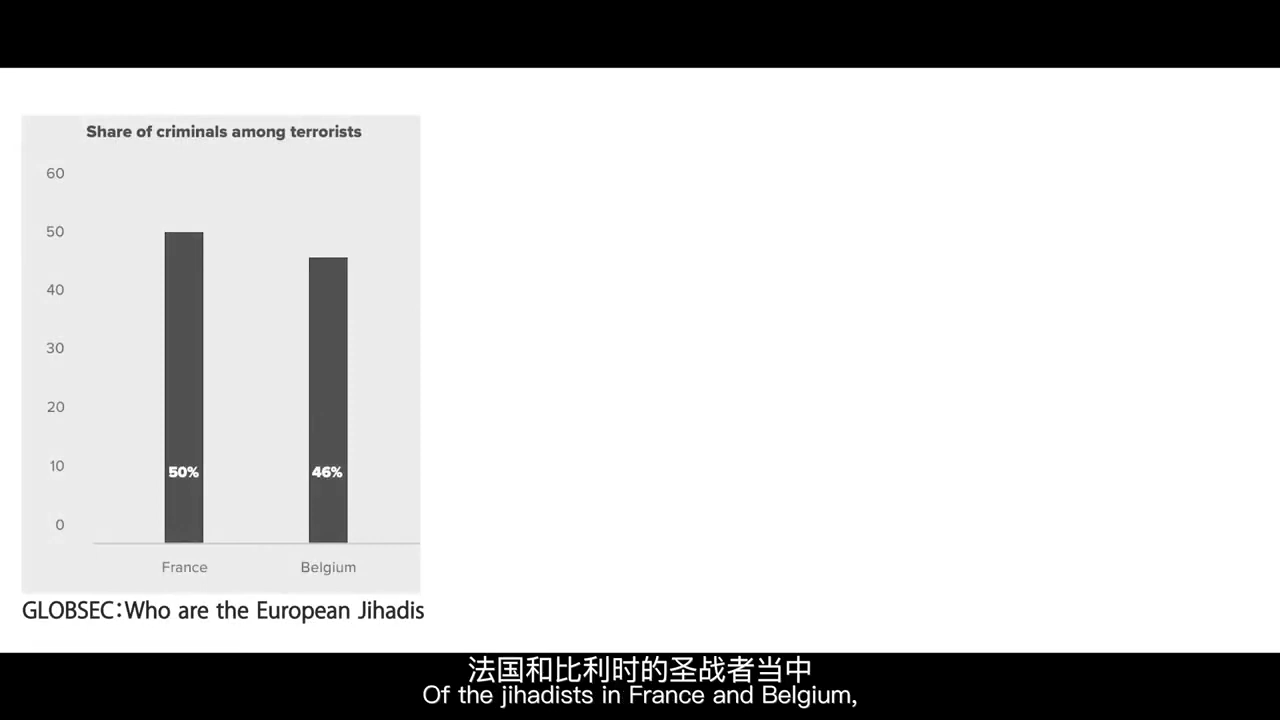 Share of criminals among terrorists
60
50
40
30
20
10
0
50%
46%
France
Belgium
GLOBSEC:Who are the European Jihadis
法国和比利时的圣战者当中
Of the jihadists in France and Belgium,